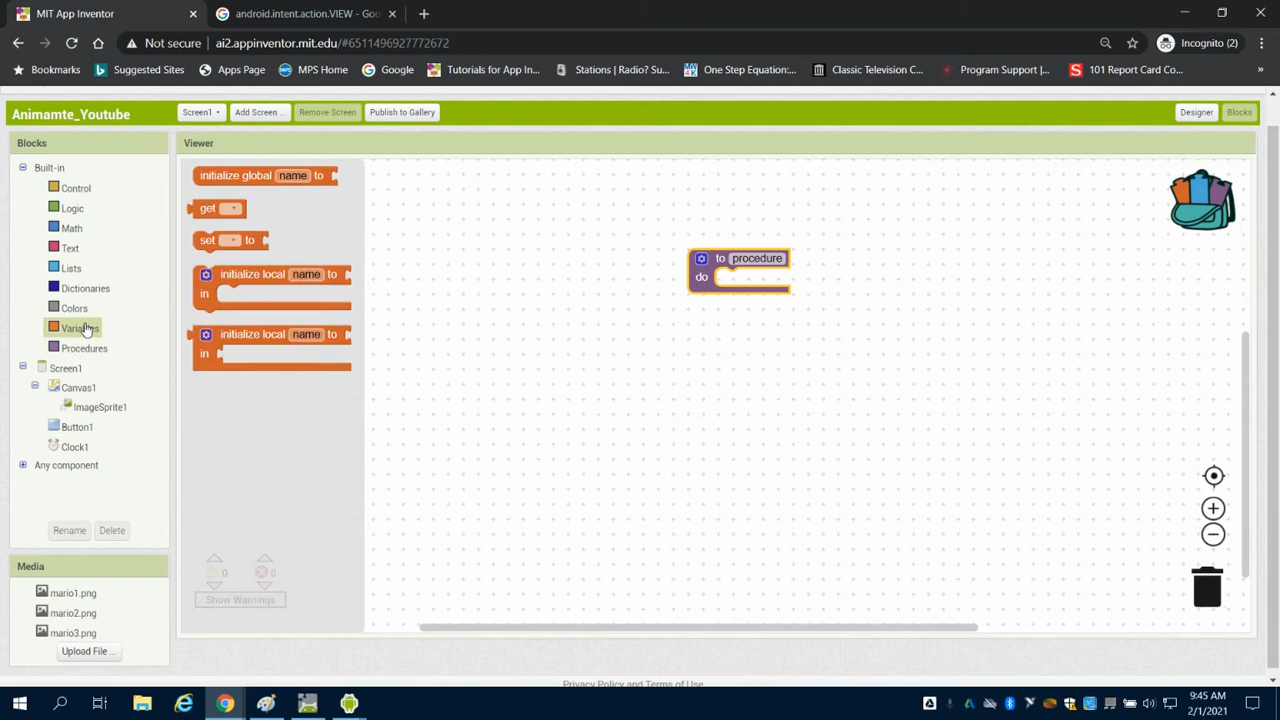 MIT App Inventor
android.intent.action.VIEW - Goo
Not secure
ai2.appinventor.mit.edu/#6511496927772672
Incognito (2)
Bookmarks
Suggested Sites
Apps Page
MPS Home
Google
Tutorials for App In...
Stations | Radio? Su...
One Step Equation:...
Classic Television C...
Program Support |...
101 Report Card Co...
»
Animamte_Youtube
Screen1
Add Screen ...
Remove Screen
Publish to Gallery
Designer
Blocks
Blocks
Viewer
Built-in
Control
Logic
Math
Text
Lists
Dictionaries
Colors
Variables
Procedures
Screen1
Canvas1
ImageSprite1
Button1
Clock1
Any component
Rename
Delete
Media
mario1.png
mario2.png
mario3.png
Upload File ...
initialize global name to
get
set to
initialize local name to
in
initialize local name to
in
0
0
Show Warnings
to procedure
do
Privacy Policy and Terms of Use
9:45 AM
2/1/2021